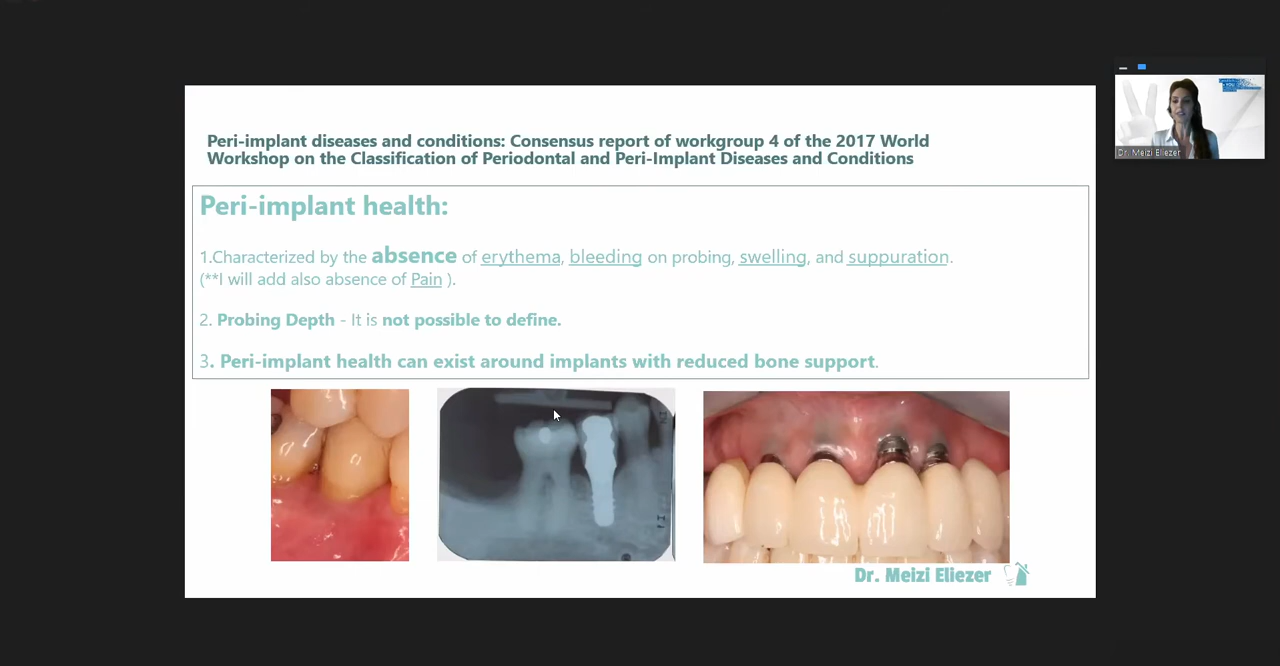 Peri-implant diseases and conditions: Consensus report of workgroup 4 of the 2017 World
Workshop on the Classification of Periodontal and Peri-Implant Diseases and Conditions
Peri-implant health:
1.Characterized by the absence of erythema, bleeding on probing, swelling, and suppuration.
(**I will add also absence of Pain ).
2. Probing Depth - It is not possible to define.
3. Peri-implant health can exist around implants with reduced bone support.
Dr. Meizi Eliezer
Dr. Meizi Eliezer